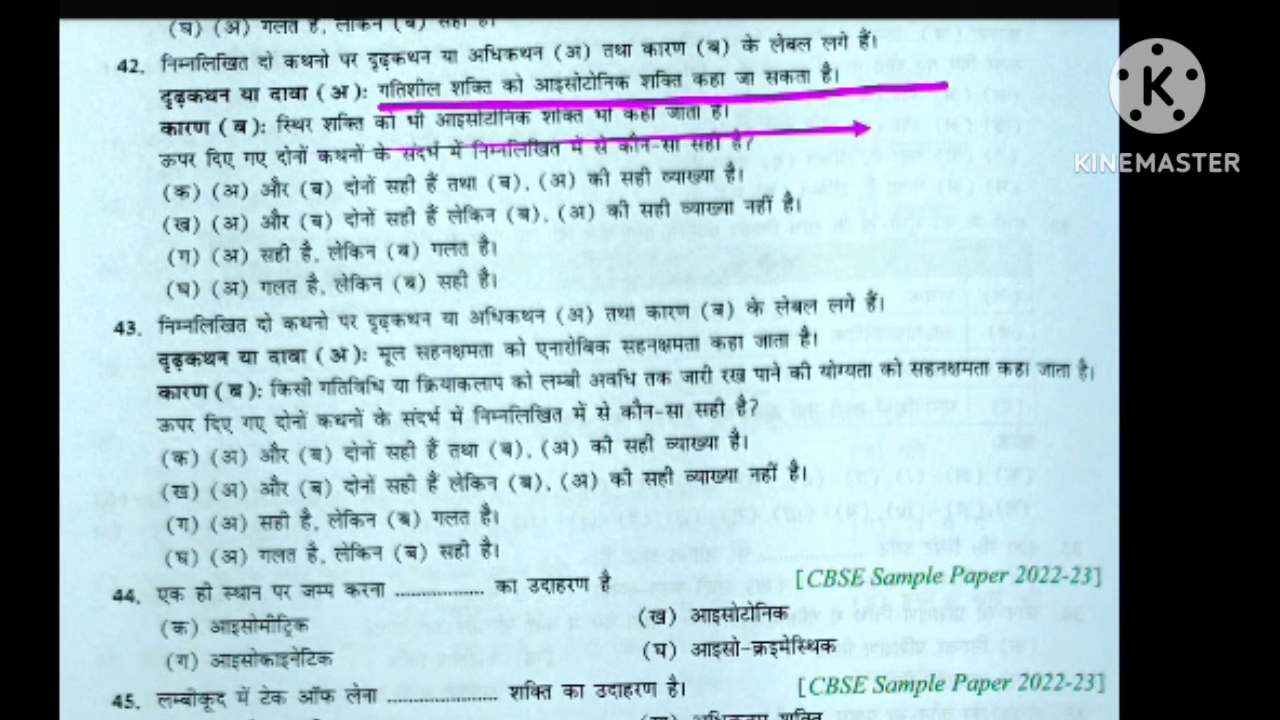 (घ) (अ) गलत है, लेकिन (ब) सही है।
42. निम्नलिखित दो कथनो पर दृढ़कथन या अधिकथन (अ) तथा कारण (ब) के लेबल लगे हैं।
दृढ़कथन या दावा (अ): गतिशील शक्ति को आइसोटोनिक शक्ति कहा जा सकता है।
कारण (ब): स्थिर शक्ति को भी आइसोटोनिक शक्ति भी कहा जाता है।
ऊपर दिए गए दोनों कथनों के संदर्भ में निम्नलिखित में से कौन-सा सही है?
(क) (अ) और (ब) दोनों सही हैं तथा (ब), (अ) की सही व्याख्या है।
(ख) (अ) और (ब) दोनों सही हैं लेकिन (ब), (अ) की सही व्याख्या नहीं है।
(ग) (अ) सही है, लेकिन (ब) गलत है।
(घ) (अ) गलत है, लेकिन (ब) सही है।
43. निम्नलिखित दो कथनो पर दृढ़कथन या अधिकथन (अ) तथा कारण (ब) के लेबल लगे हैं।
दृढ़कथन या दावा (अ): मूल सहनक्षमता को एनारोबिक सहनक्षमता कहा जाता है।
कारण (ब): किसी गतिविधि या क्रियाकलाप को लम्बी अवधि तक जारी रख पाने की योग्यता को सहनक्षमता कहा जाता है।
ऊपर दिए गए दोनों कथनों के संदर्भ में निम्नलिखित में से कौन-सा सही है?
(क) (अ) और (ब) दोनों सही हैं तथा (ब), (अ) की सही व्याख्या है।
(ख) (अ) और (ब) दोनों सही हैं लेकिन (ब), (अ) की सही व्याख्या नहीं है।
(ग) (अ) सही है, लेकिन (ब) गलत है।
(घ) (अ) गलत है, लेकिन (ब) सही है।
44. एक ही स्थान पर जम्प करना .................. का उदाहरण है [CBSE Sample Paper 2022-23]
(क) आइसोमीट्रिक (ख) आइसोटोनिक
(ग) आइसोकाइनेटिक (घ) आइसो-क्रइमेस्थिक
45. लम्बीकूद में टेक ऑफ लेना ...................... शक्ति का उदाहरण है। [CBSE Sample Paper 2022-23]
K
KINEMASTER